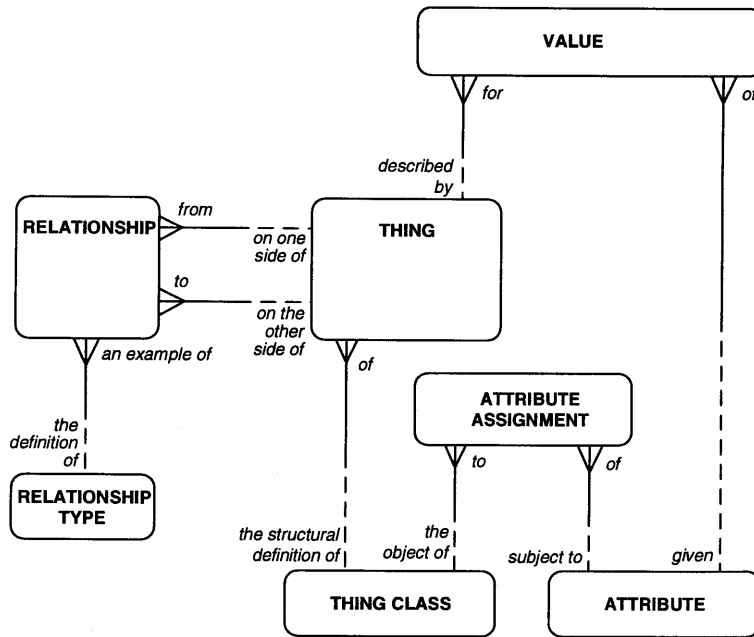 VALUE
for
of
described
by
RELATIONSHIP
from
THING
on one
side of
to
on the
other
side of
an example of
of
ATTRIBUTE
ASSIGNMENT
the
definition
of
to
of
RELATIONSHIP
TYPE
the structural
definition of
the
object of
subject to
given
THING CLASS
ATTRIBUTE